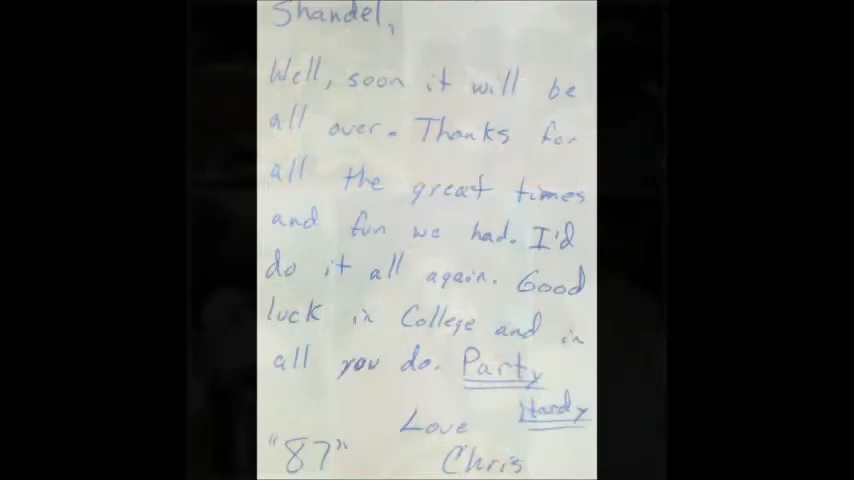 Shandel,
Well, soon it will be
all over. Thanks for
all the great times
and fun we had. I'd
do it all again. Good
luck in College and in
all you do. Party
Hardy
Love
"87" Chris